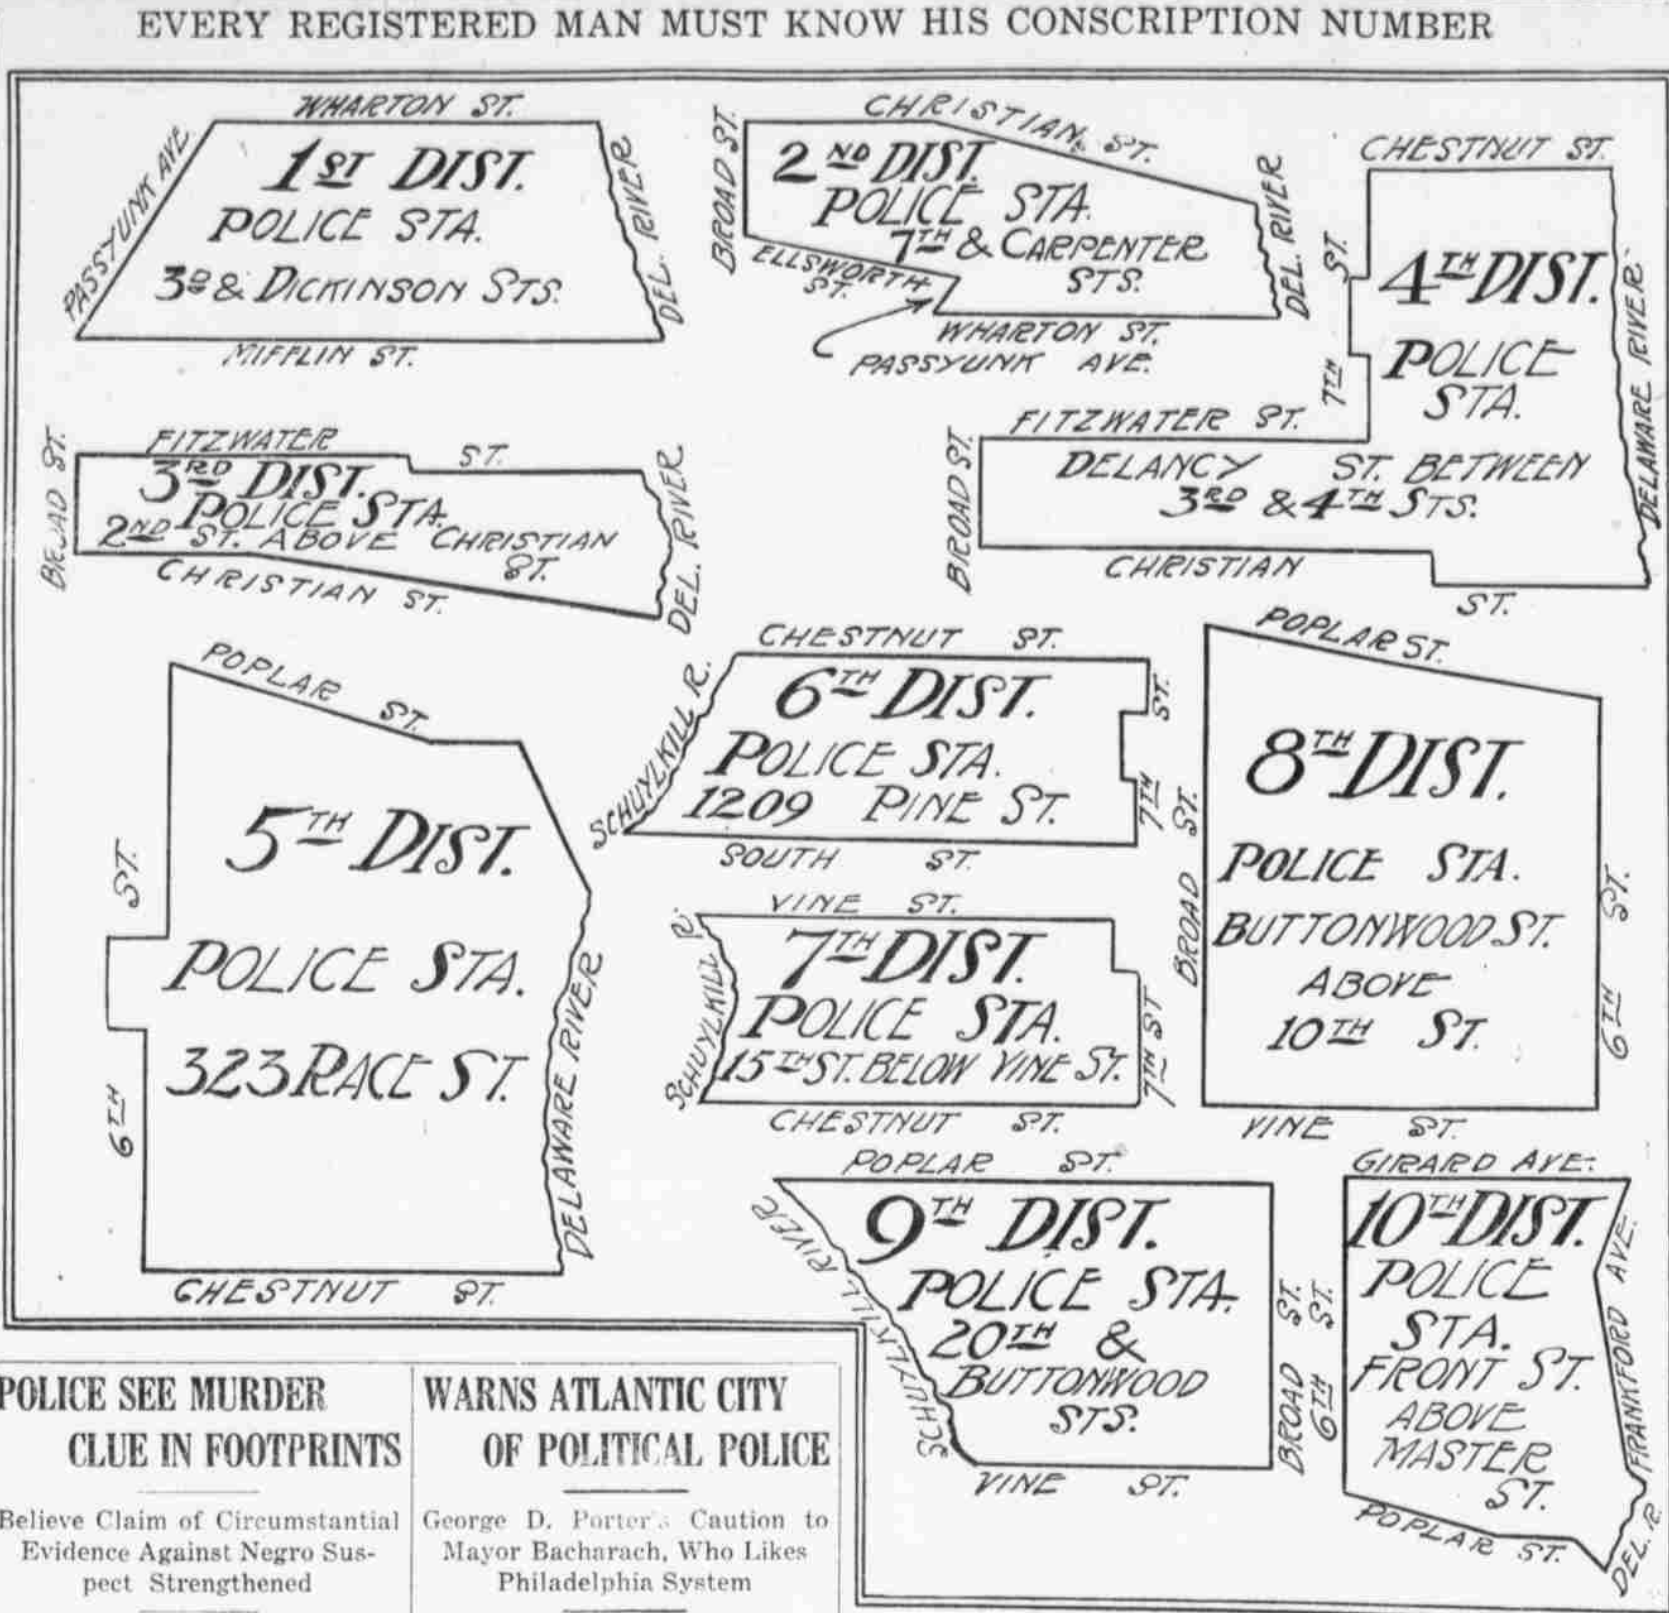 EVERY REGISTERED MAN MUST KNOW HIS CONSCRIPTION NUMBER
WHARTON ST.
PASSYUNK AVE
1ST DIST.
POLICE STA.
3D & DICKINSON STS.
DEL. RIVER
MIFFLIN ST.
CHRISTIAN ST.
BROAD ST.
2ND DIST.
POLICE STA.
7TH & CARPENTER
STS.
DEL. RIVER
ELLSWORTH
ST.
WHARTON ST.
PASSYUNK AVE.
CHESTNUT ST.
7TH ST.
4TH DIST.
POLICE
STA.
DELAWARE RIVER
FITZWATER ST.
BROAD ST.
DELANCY ST. BETWEEN
3RD & 4TH STS.
CHRISTIAN
ST.
FITZWATER ST.
BROAD ST.
3RD DIST.
POLICE STA.
2ND ST. ABOVE CHRISTIAN
ST.
DEL. RIVER
CHRISTIAN ST.
POPLAR ST.
6TH ST.
5TH DIST.
POLICE STA.
323 RACE ST.
DELAWARE RIVER
CHESTNUT ST.
CHESTNUT ST.
SCHUYLKILL R.
6TH DIST.
POLICE STA.
1209 PINE ST.
7TH ST.
SOUTH ST.
VINE ST.
SCHUYLKILL R.
7TH DIST.
POLICE STA.
15TH ST. BELOW VINE ST.
7TH ST
CHESTNUT ST.
POPLAR ST.
BROAD ST.
8TH DIST.
POLICE STA.
BUTTONWOOD ST.
ABOVE
10TH ST.
6TH ST.
VINE ST.
POPLAR ST.
SCHUYLKILL RIVER
9TH DIST.
POLICE STA.
20TH &
BUTTONWOOD
STS.
BROAD ST.
VINE ST.
GIRARD AVE.
6TH ST.
10TH DIST.
POLICE
STA.
FRONT ST.
ABOVE
MASTER
ST.
FRANKFORD AVE.
POPLAR ST.
DEL. R.
POLICE SEE MURDER
CLUE IN FOOTPRINTS
Believe Claim of Circumstantial
Evidence Against Negro Sus-
pect Strengthened
WARNS ATLANTIC CITY
OF POLITICAL POLICE
George D. Porter's Caution to
Mayor Bacharach, Who Likes
Philadelphia System